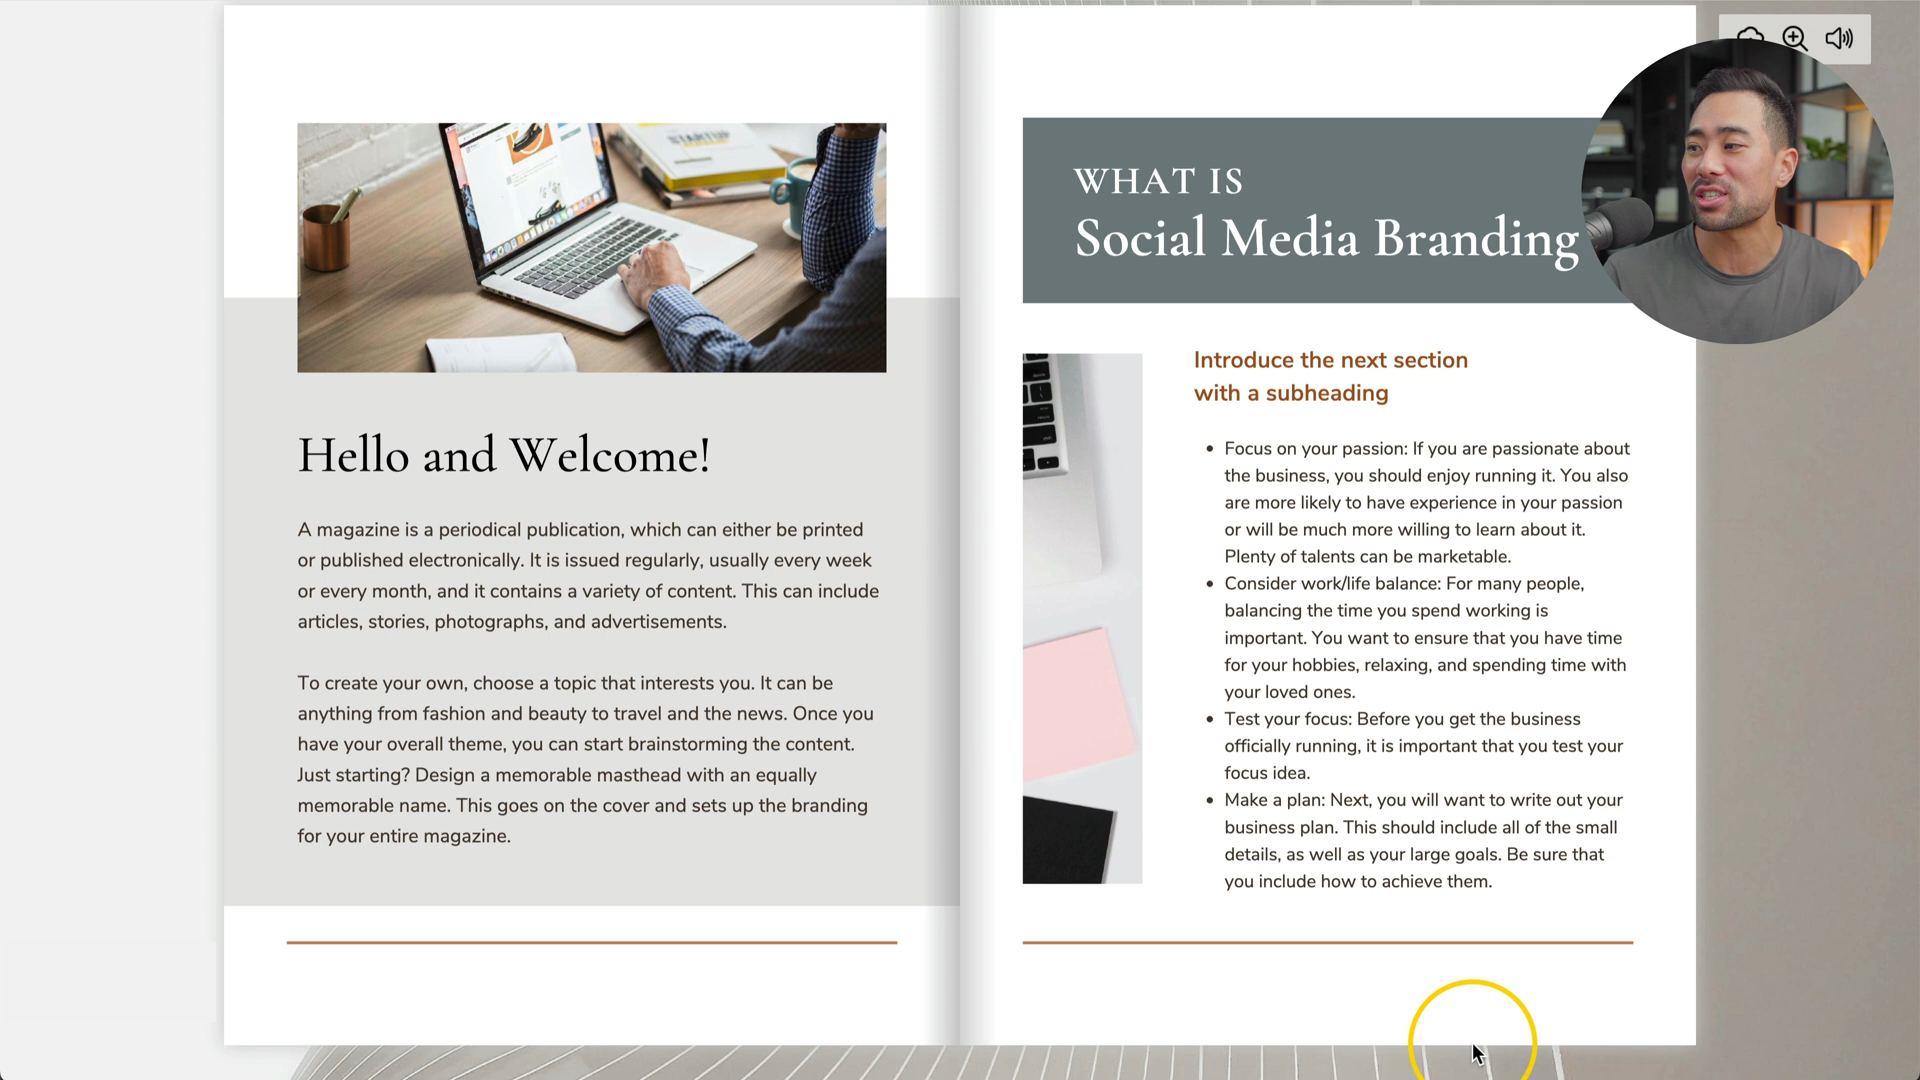 STARTUP
Hello and Welcome!
A magazine is a periodical publication, which can either be printed
or published electronically. It is issued regularly, usually every week
or every month, and it contains a variety of content. This can include
articles, stories, photographs, and advertisements.
To create your own, choose a topic that interests you. It can be
anything from fashion and beauty to travel and the news. Once you
have your overall theme, you can start brainstorming the content.
Just starting? Design a memorable masthead with an equally
memorable name. This goes on the cover and sets up the branding
for your entire magazine.
WHAT IS
Social Media Branding
Introduce the next section
with a subheading
• Focus on your passion: If you are passionate about
the business, you should enjoy running it. You also
are more likely to have experience in your passion
or will be much more willing to learn about it.
Plenty of talents can be marketable.
• Consider work/life balance: For many people,
balancing the time you spend working is
important. You want to ensure that you have time
for your hobbies, relaxing, and spending time with
your loved ones.
• Test your focus: Before you get the business
officially running, it is important that you test your
focus idea.
• Make a plan: Next, you will want to write out your
business plan. This should include all of the small
details, as well as your large goals. Be sure that
you include how to achieve them.